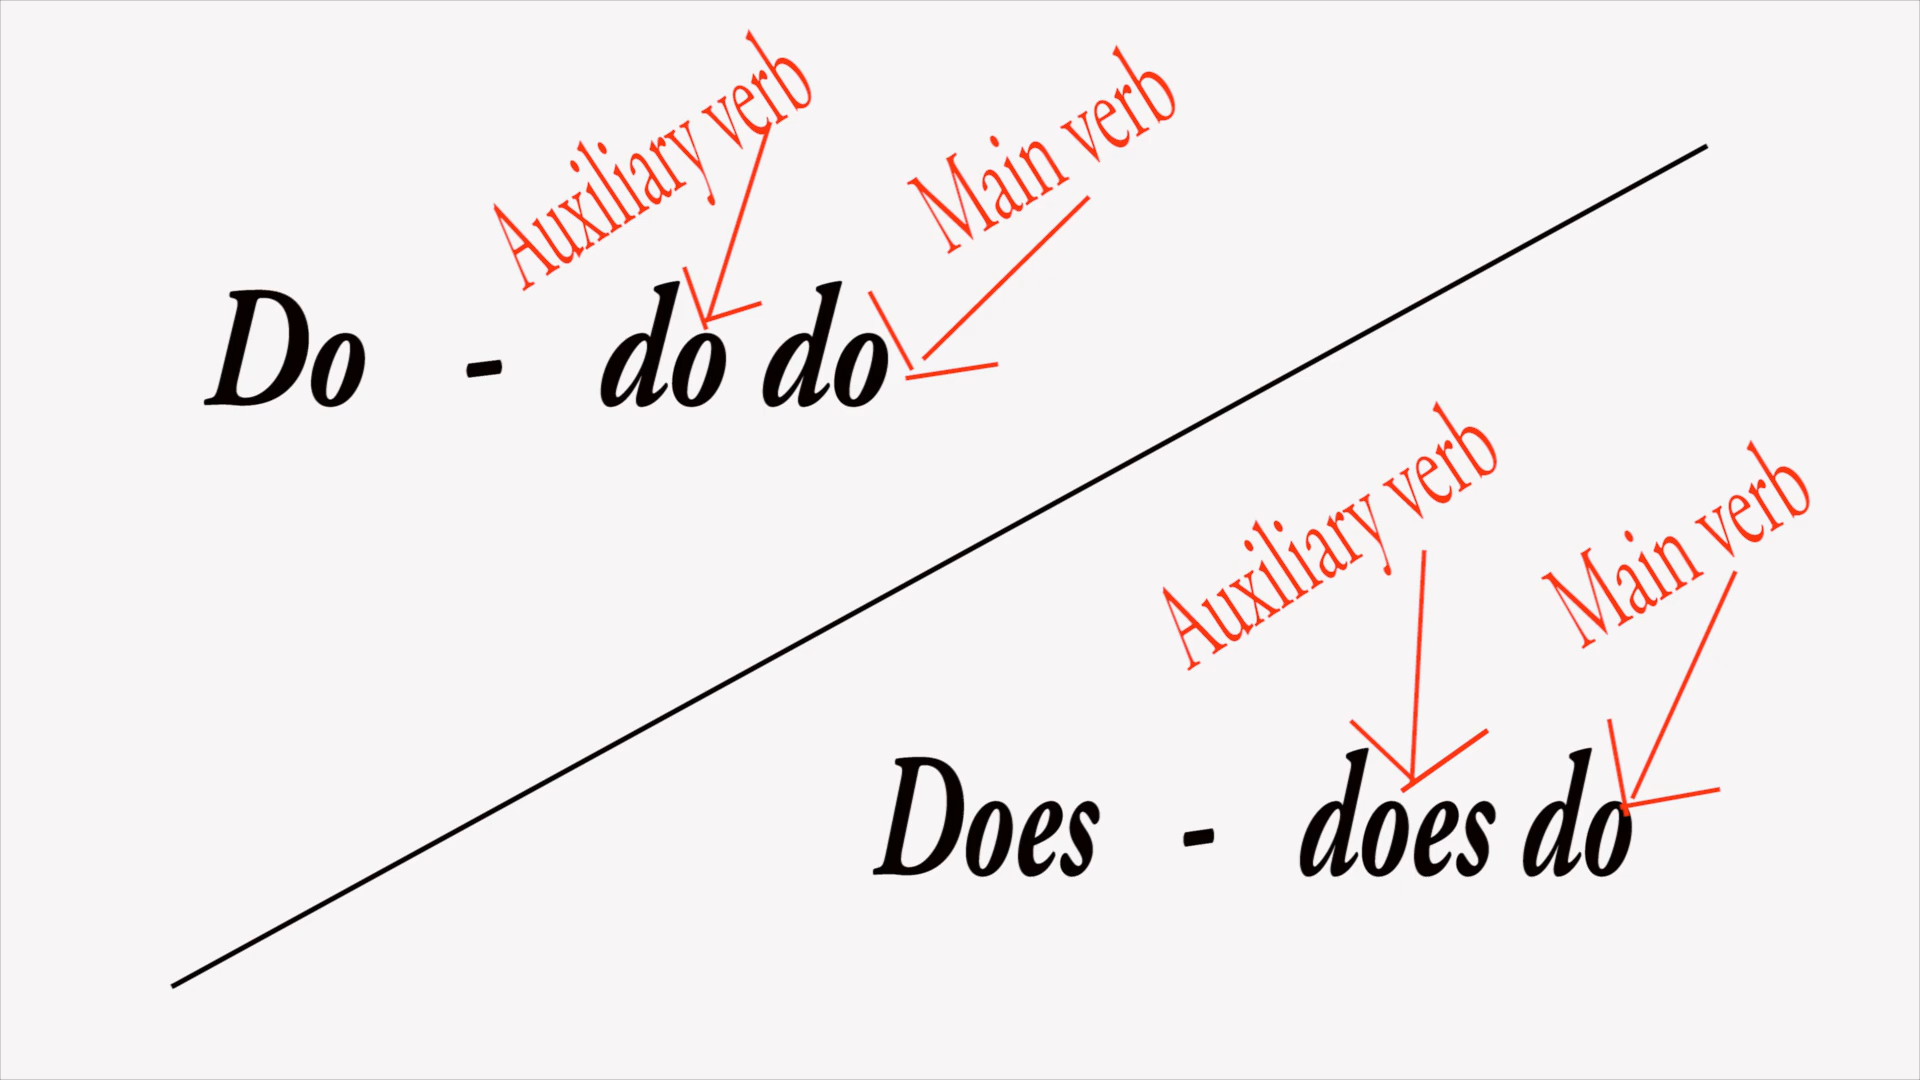 Auxiliary verb
Main verb
Do - do do
Auxiliary verb
Main verb
Does - does do